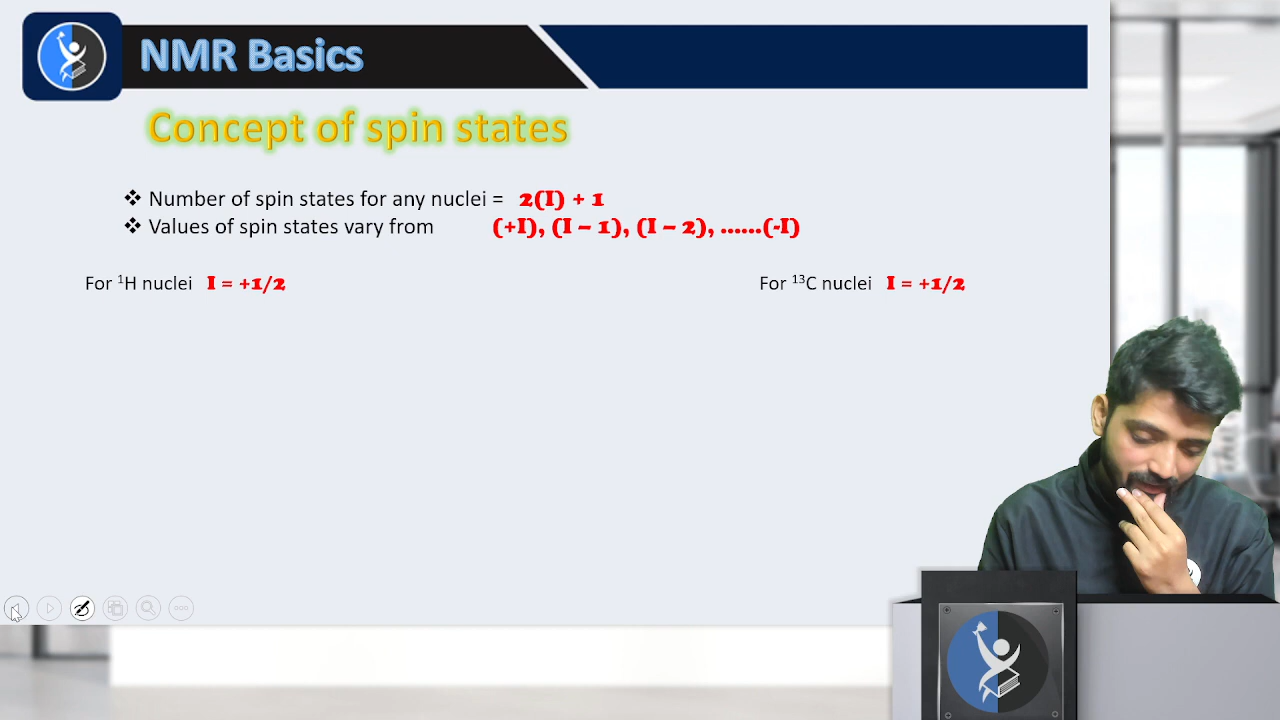 NMR Basics
Concept of spin states
❖ Number of spin states for any nuclei = 2(I) + 1
❖ Values of spin states vary from (+I), (I – 1), (I – 2), ......(-I)
For ¹H nuclei I = +1/2
For ¹³C nuclei I = +1/2